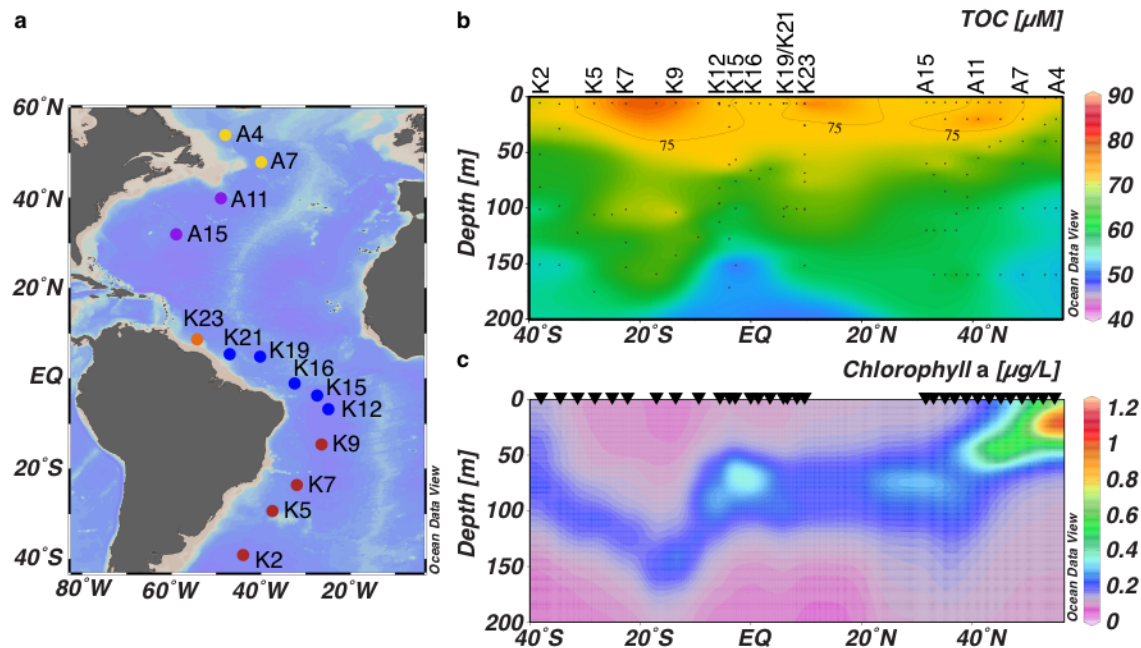 a
60˚N
40˚N
20˚N
EQ
20˚S
40˚S
80˚W
60˚W
40˚W
20˚W
A4
A7
A11
A15
K23
K21
K19
K16
K15
K12
K9
K7
K5
K2
Ocean Data View
b
TOC [µM]
K2
K5
K7
K9
K12
K15
K16
K19/K21
K23
A15
A11
A7
A4
0
50
100
150
200
Depth [m]
75
75
75
40˚S
20˚S
EQ
20˚N
40˚N
Ocean Data View
90
80
70
60
50
40
c
Chlorophyll a [µg/L]
0
50
100
150
200
Depth [m]
40˚S
20˚S
EQ
20˚N
40˚N
Ocean Data View
1.2
1
0.8
0.6
0.4
0.2
0